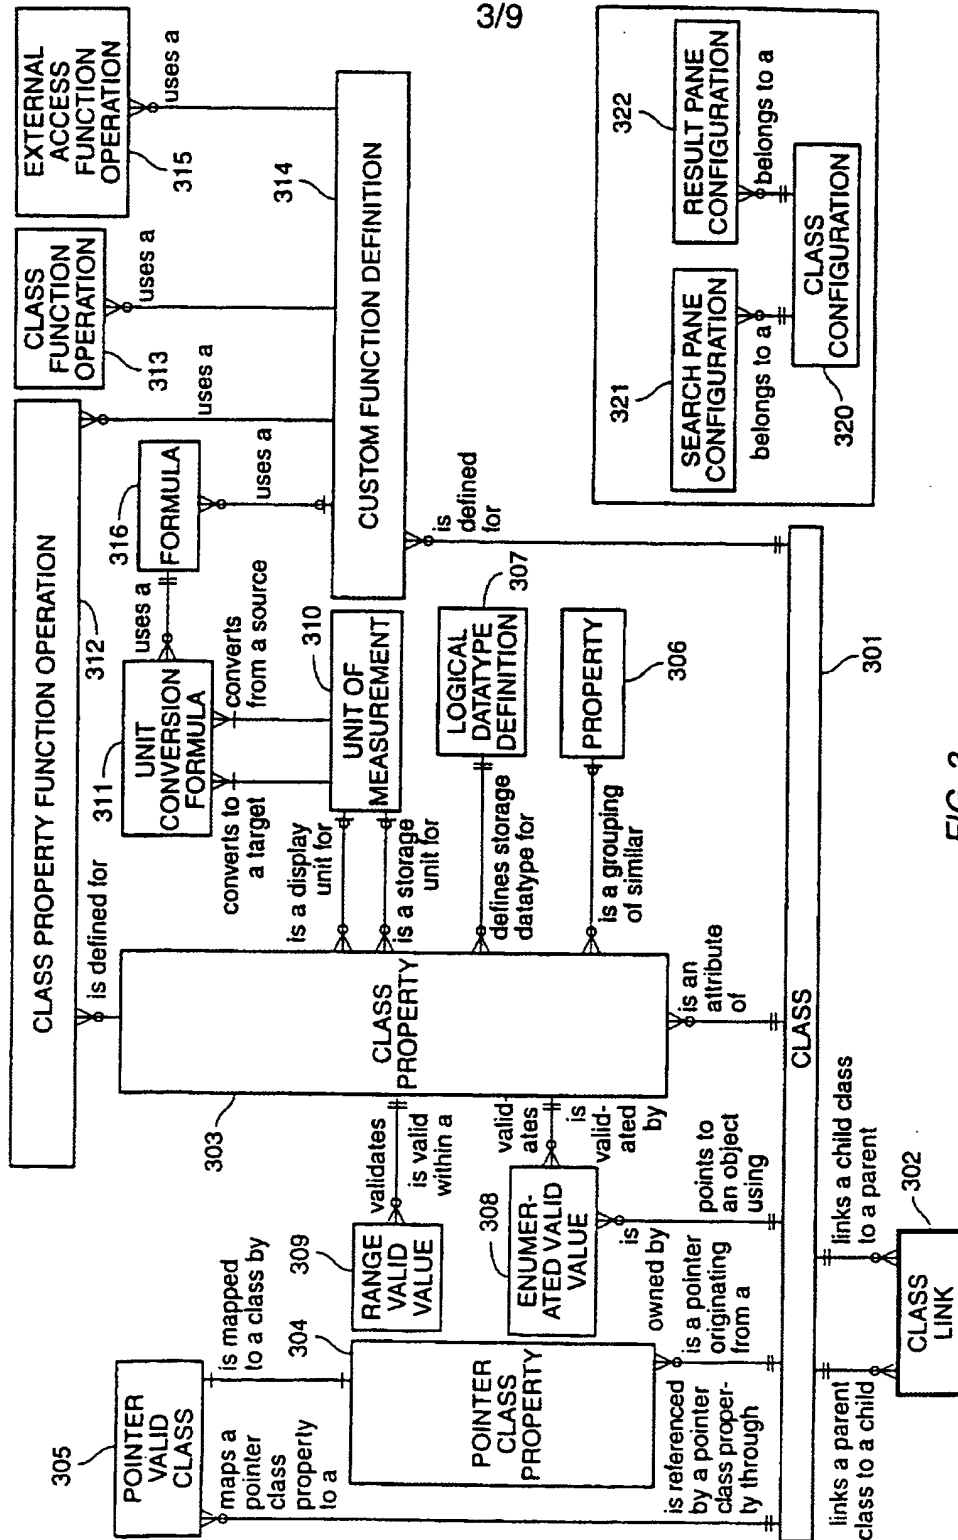 3/9
EXTERNAL
ACCESS
FUNCTION
OPERATION
315
uses a
CLASS
FUNCTION
OPERATION
313
uses a
CLASS PROPERTY FUNCTION OPERATION
312
uses a
is defined for
316
FORMULA
uses a
uses a
314
CUSTOM FUNCTION DEFINITION
is
defined
for
322
RESULT PANE
CONFIGURATION
belongs to a
321
SEARCH PANE
CONFIGURATION
belongs to a
CLASS
CONFIGURATION
320
311
UNIT
CONVERSION
FORMULA
converts
from a source
converts to
a target
310
UNIT OF
MEASUREMENT
is a display
unit for
is a storage
unit for
307
LOGICAL
DATATYPE
DEFINITION
defines storage
datatype for
306
PROPERTY
is a grouping
of similar
303
CLASS
PROPERTY
is an
attribute
of
validates
is valid
within a
valid-
ates
is
valid-
ated
by
309
RANGE
VALID
VALUE
308
ENUMER-
ATED VALID
VALUE
is
owned by
points to
an object
using
305
POINTER
VALID
CLASS
is mapped
to a class by
maps a
pointer
class
property
to a
304
POINTER
CLASS
PROPERTY
is a pointer
originating
from a
is referenced
by a pointer
class proper-
ty through
301
CLASS
links a child class
to a parent
302
CLASS
LINK
links a parent
class to a child